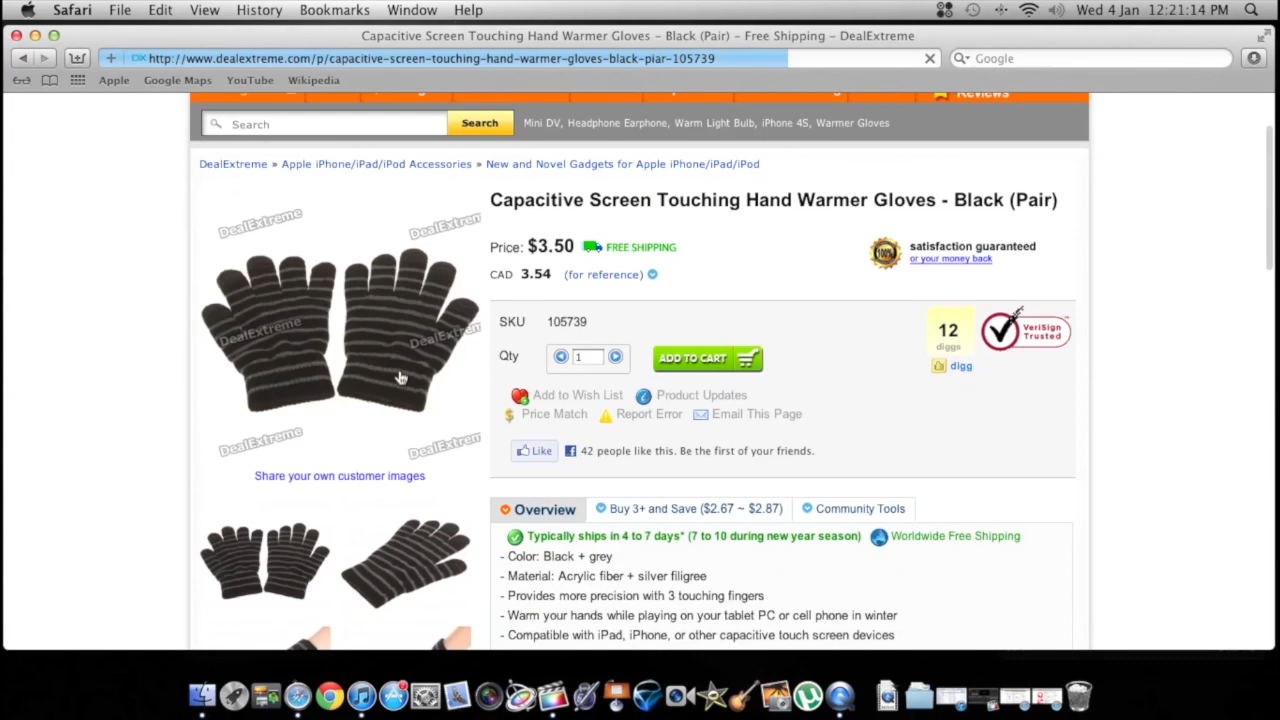 Safari File Edit View History Bookmarks Window Help Wed 4 Jan 12:21:14 PM
Capacitive Screen Touching Hand Warmer Gloves - Black (Pair) - Free Shipping - DealExtreme
DX http://www.dealextreme.com/p/capacitive-screen-touching-hand-warmer-gloves-black-piar-105739
Google
Apple Google Maps YouTube Wikipedia
Reviews
Search Search Mini DV, Headphone Earphone, Warm Light Bulb, iPhone 4S, Warmer Gloves
DealExtreme » Apple iPhone/iPad/iPod Accessories » New and Novel Gadgets for Apple iPhone/iPad/iPod
DealExtreme DealExtreme
DealExtreme DealExtreme
DealExtreme DealExtreme
Share your own customer images
Capacitive Screen Touching Hand Warmer Gloves - Black (Pair)
Price: $3.50 FREE SHIPPING
CAD 3.54 (for reference)
100%
satisfaction guaranteed
or your money back
SKU 105739
Qty 1 ADD TO CART
12
diggs
digg
VeriSign
Trusted
Add to Wish List Product Updates
Price Match Report Error Email This Page
Like 42 people like this. Be the first of your friends.
Overview Buy 3+ and Save ($2.67 ~ $2.87) Community Tools
Typically ships in 4 to 7 days* (7 to 10 during new year season) Worldwide Free Shipping
- Color: Black + grey
- Material: Acrylic fiber + silver filigree
- Provides more precision with 3 touching fingers
- Warm your hands while playing on your tablet PC or cell phone in winter
- Compatible with iPad, iPhone, or other capacitive touch screen devices